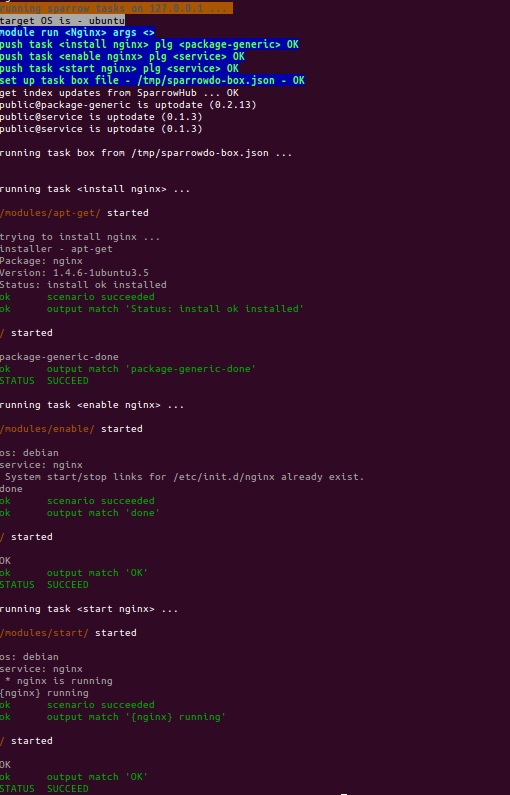 running sparrow tasks on 127.0.0.1 ...
target OS is - ubuntu
module run <Nginx> args <>
push task <install nginx> plg <package-generic> OK
push task <enable nginx> plg <service> OK
push task <start nginx> plg <service> OK
set up task box file - /tmp/sparrowdo-box.json - OK
get index updates from SparrowHub ... OK
public@package-generic is uptodate (0.2.13)
public@service is uptodate (0.1.3)
public@service is uptodate (0.1.3)
running task box from /tmp/sparrowdo-box.json ...
running task <install nginx> ...
/modules/apt-get/ started
trying to install nginx ...
installer - apt-get
Package: nginx
Version: 1.4.6-1ubuntu3.5
Status: install ok installed
ok scenario succeeded
ok output match 'Status: install ok installed'
/ started
package-generic-done
ok output match 'package-generic-done'
STATUS SUCCEED
running task <enable nginx> ...
/modules/enable/ started
os: debian
service: nginx
System start/stop links for /etc/init.d/nginx already exist.
done
ok scenario succeeded
ok output match 'done'
/ started
OK
ok output match 'OK'
STATUS SUCCEED
running task <start nginx> ...
/modules/start/ started
os: debian
service: nginx
* nginx is running
{nginx} running
ok scenario succeeded
ok output match '{nginx} running'
/ started
OK
ok output match 'OK'
STATUS SUCCEED